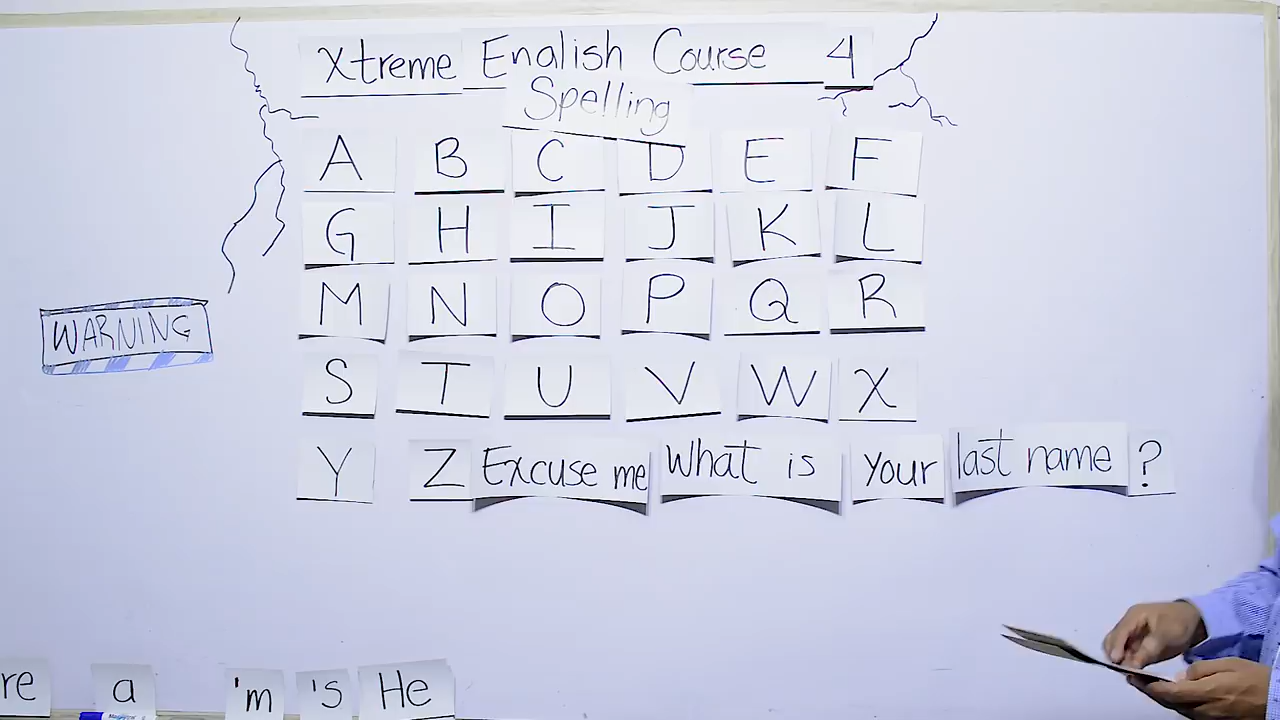 Xtreme English Course 4
Spelling
A B C D E F
G H I J K L
M N O P Q R
WARNING
S T U V W X
Y Z Excuse me What is your last name ?
re a 'm 's He